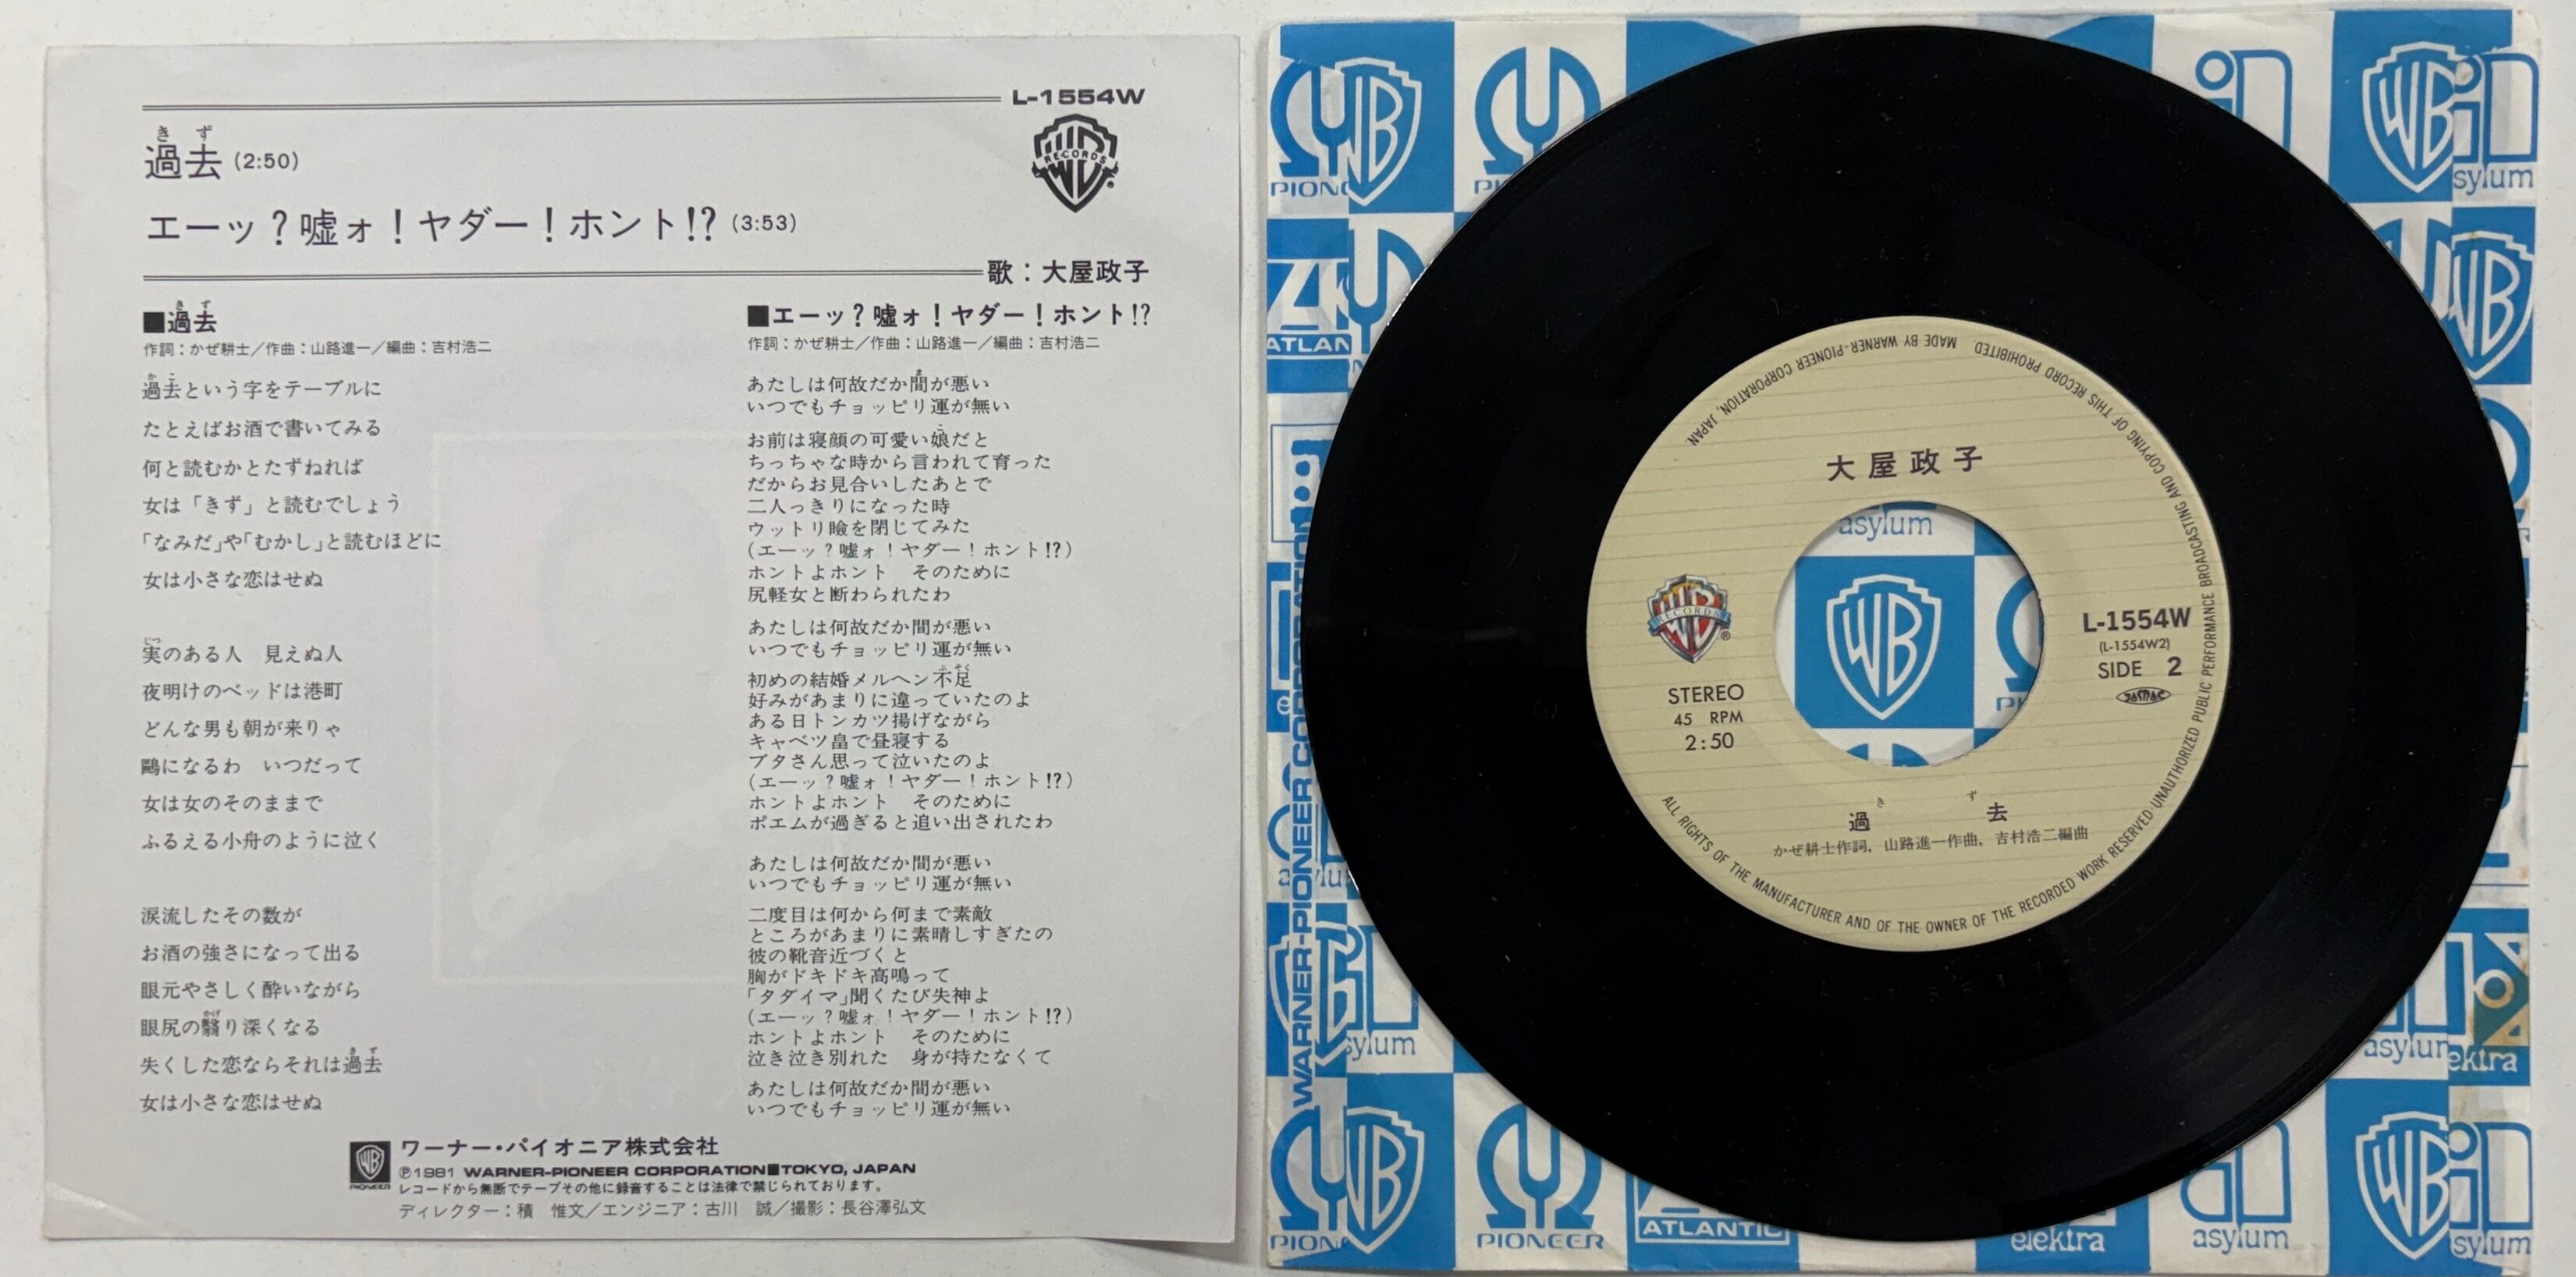 L-1554W
きず
過去 (2:50)
RECORDS
エーッ？嘘ォ！ヤダー！ホント!? (3:53)
歌：大屋政子
きず
■過去
作詞：かぜ耕士／作曲：山路進一／編曲：吉村浩二
かこ
過去という字をテーブルに
たとえばお酒で書いてみる
何と読むかとたずねれば
女は「きず」と読むでしょう
「なみだ」や「むかし」と読むほどに
女は小さな恋はせぬ
じつ
実のある人　見えぬ人
夜明けのベッドは港町
どんな男も朝が来りゃ
鷗になるわ　いつだって
女は女のそのままで
ふるえる小舟のように泣く
涙流したその数が
お酒の強さになって出る
眼元やさしく酔いながら
かげ
眼尻の翳り深くなる
きず
失くした恋ならそれは過去
女は小さな恋はせぬ
■エーッ？嘘ォ！ヤダー！ホント!?
作詞：かぜ耕士／作曲：山路進一／編曲：吉村浩二
ま
あたしは何故だか間が悪い
いつでもチョッピリ運が無い
こ
お前は寝顔の可愛い娘だと
ちっちゃな時から言われて育った
だからお見合いしたあとで
二人っきりになった時
ウットリ瞼を閉じてみた
(エーッ？嘘ォ！ヤダー！ホント!?)
ホントよホント　そのために
尻軽女と断わられたわ
あたしは何故だか間が悪い
いつでもチョッピリ運が無い
初めの結婚メルヘン不足
好みがあまりに違っていたのよ
ある日トンカツ揚げながら
キャベツ畠で昼寝する
ブタさん思って泣いたのよ
(エーッ？嘘ォ！ヤダー！ホント!?)
ホントよホント　そのために
ポエムが過ぎると追い出されたわ
あたしは何故だか間が悪い
いつでもチョッピリ運が無い
二度目は何から何まで素敵
ところがあまりに素晴しすぎたの
彼の靴音近づくと
胸がドキドキ高鳴って
「タダイマ」聞くたび失神よ
(エーッ？嘘ォ！ヤダー！ホント!?)
ホントよホント　そのために
泣き泣き別れた　身が持たなくて
あたしは何故だか間が悪い
いつでもチョッピリ運が無い
PIONEER
ワーナー・パイオニア株式会社
Ⓟ1981 WARNER-PIONEER CORPORATION■TOKYO, JAPAN
レコードから無断でテープその他に録音することは法律で禁じられております。
ディレクター：積　惟文／エンジニア：古川　誠／撮影：長谷澤弘文
大屋政子
RECORDS
STEREO
45 RPM
2:50
L-1554W
(L-1554W2)
SIDE 2
JASRAC
きず
過去
かぜ耕士作詞, 山路進一作曲, 吉村浩二編曲
ALL RIGHTS OF THE MANUFACTURER AND OF THE OWNER OF THE RECORDED WORK RESERVED·UNAUTHORIZED PUBLIC PERFORMANCE BROADCASTING AND COPYING OF THIS RECORD PROHIBITED. MADE BY WARNER-PIONEER CORPORATION, JAPAN
asylum
WB
WARNER-PIONEER CORPORATION
WB
sylum
ATLANTIC
sylum
elektra
PIONEER
ATLANTIC
elektra
asylum
sylum